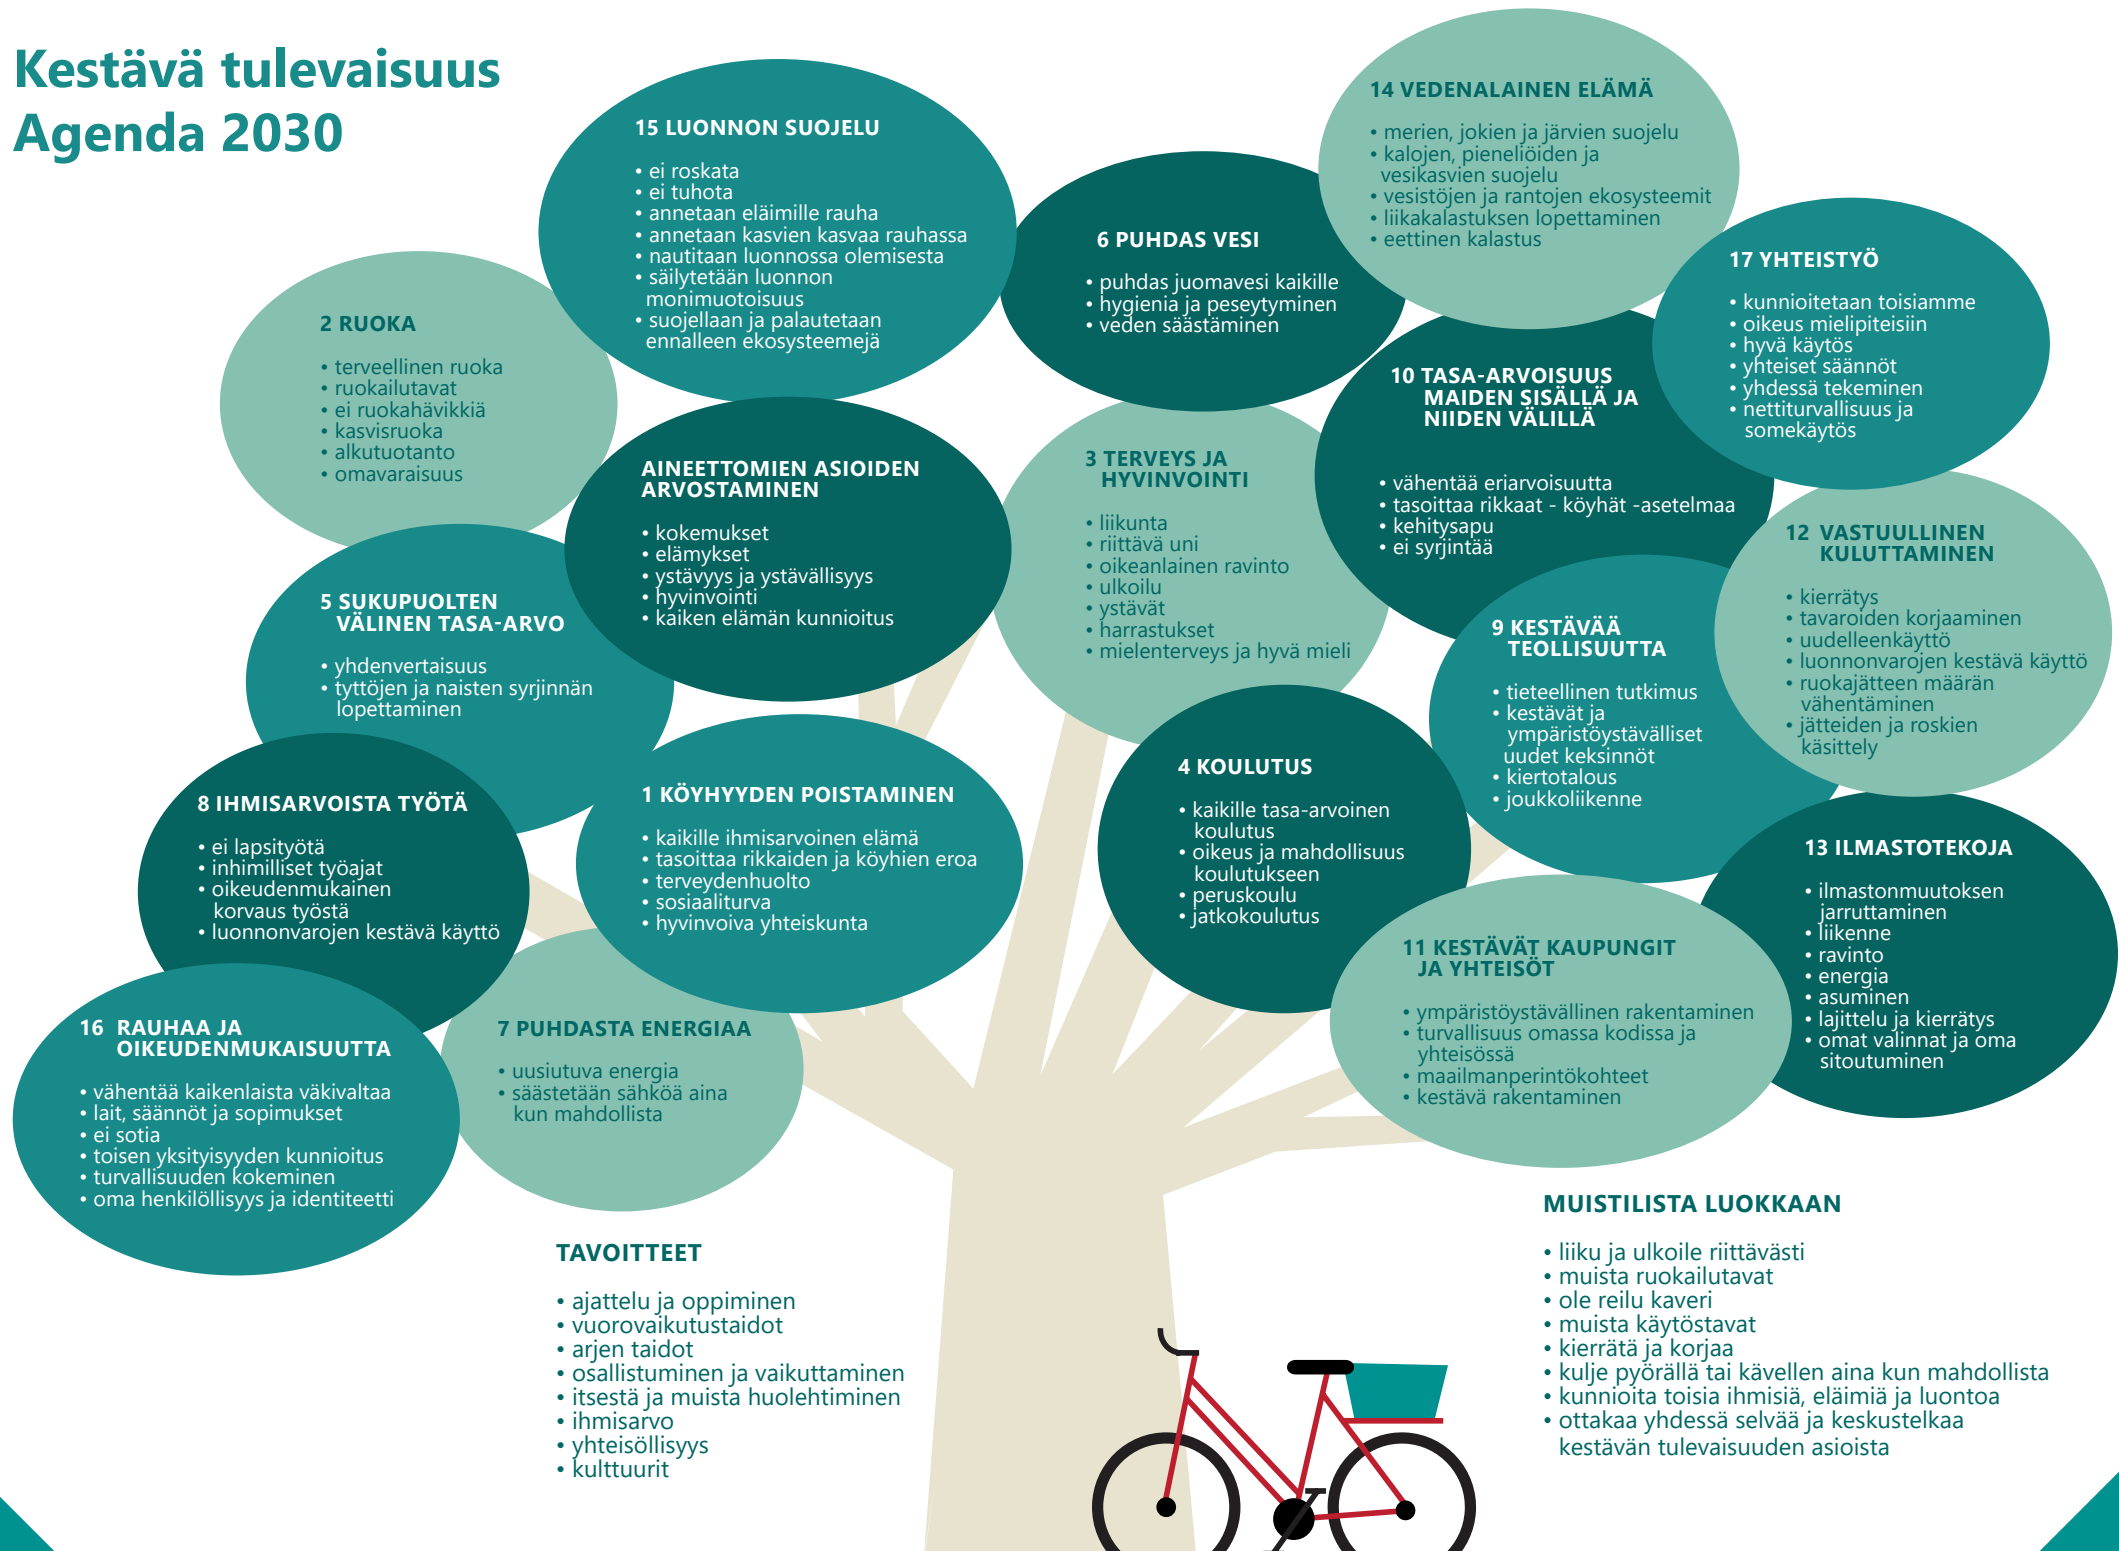 Kestävä tulevaisuus
Agenda 2030
15 LUONNON SUOJELU
• ei roskata
• ei tuhota
• annetaan eläimille rauha
• annetaan kasvien kasvaa rauhassa
• nautitaan luonnossa olemisesta
• säilytetään luonnon
monimuotoisuus
• suojellaan ja palautetaan
ennalleen ekosysteemejä
14 VEDENALAINEN ELÄMÄ
• merien, jokien ja järvien suojelu
• kalojen, pieneliöiden ja
vesikasvien suojelu
• vesistöjen ja rantojen ekosysteemit
• liikakalastuksen lopettaminen
• eettinen kalastus
6 PUHDAS VESI
• puhdas juomavesi kaikille
• hygienia ja peseytyminen
• veden säästäminen
17 YHTEISTYÖ
• kunnioitetaan toisiamme
• oikeus mielipiteisiin
• hyvä käytös
• yhteiset säännöt
• yhdessä tekeminen
• nettiturvallisuus ja
somekäytös
2 RUOKA
• terveellinen ruoka
• ruokailutavat
• ei ruokahävikkiä
• kasvisruoka
• alkutuotanto
• omavaraisuus
10 TASA-ARVOISUUS
MAIDEN SISÄLLÄ JA
NIIDEN VÄLILLÄ
• vähentää eriarvoisuutta
• tasoittaa rikkaat - köyhät -asetelmaa
• kehitysapu
• ei syrjintää
AINEETTOMIEN ASIOIDEN
ARVOSTAMINEN
• kokemukset
• elämykset
• ystävyys ja ystävällisyys
• hyvinvointi
• kaiken elämän kunnioitus
3 TERVEYS JA
HYVINVOINTI
• liikunta
• riittävä uni
• oikeanlainen ravinto
• ulkoilu
• ystävät
• harrastukset
• mielenterveys ja hyvä mieli
12 VASTUULLINEN
KULUTTAMINEN
• kierrätys
• tavaroiden korjaaminen
• uudelleenkäyttö
• luonnonvarojen kestävä käyttö
• ruokajätteen määrän
vähentäminen
• jätteiden ja roskien
käsittely
5 SUKUPUOLTEN
VÄLINEN TASA-ARVO
• yhdenvertaisuus
• tyttöjen ja naisten syrjinnän
lopettaminen
9 KESTÄVÄÄ
TEOLLISUUTTA
• tieteellinen tutkimus
• kestävät ja
ympäristöystävälliset
uudet keksinnöt
• kiertotalous
• joukkoliikenne
8 IHMISARVOISTA TYÖTÄ
• ei lapsityötä
• inhimilliset työajat
• oikeudenmukainen
korvaus työstä
• luonnonvarojen kestävä käyttö
1 KÖYHYYDEN POISTAMINEN
• kaikille ihmisarvoinen elämä
• tasoittaa rikkaiden ja köyhien eroa
• terveydenhuolto
• sosiaaliturva
• hyvinvoiva yhteiskunta
4 KOULUTUS
• kaikille tasa-arvoinen
koulutus
• oikeus ja mahdollisuus
koulutukseen
• peruskoulu
• jatkokoulutus
13 ILMASTOTEKOJA
• ilmastonmuutoksen
jarruttaminen
• liikenne
• ravinto
• energia
• asuminen
• lajittelu ja kierrätys
• omat valinnat ja oma
sitoutuminen
11 KESTÄVÄT KAUPUNGIT
JA YHTEISÖT
• ympäristöystävällinen rakentaminen
• turvallisuus omassa kodissa ja
yhteisössä
• maailmanperintökohteet
• kestävä rakentaminen
16 RAUHAA JA
OIKEUDENMUKAISUUTTA
• vähentää kaikenlaista väkivaltaa
• lait, säännöt ja sopimukset
• ei sotia
• toisen yksityisyyden kunnioitus
• turvallisuuden kokeminen
• oma henkilöllisyys ja identiteetti
7 PUHDASTA ENERGIAA
• uusiutuva energia
• säästetään sähköä aina
kun mahdollista
TAVOITTEET
• ajattelu ja oppiminen
• vuorovaikutustaidot
• arjen taidot
• osallistuminen ja vaikuttaminen
• itsestä ja muista huolehtiminen
• ihmisarvo
• yhteisöllisyys
• kulttuurit
MUISTILISTA LUOKKAAN
• liiku ja ulkoile riittävästi
• muista ruokailutavat
• ole reilu kaveri
• muista käytöstavat
• kierrätä ja korjaa
• kulje pyörällä tai kävellen aina kun mahdollista
• kunnioita toisia ihmisiä, eläimiä ja luontoa
• ottakaa yhdessä selvää ja keskustelkaa
kestävän tulevaisuuden asioista